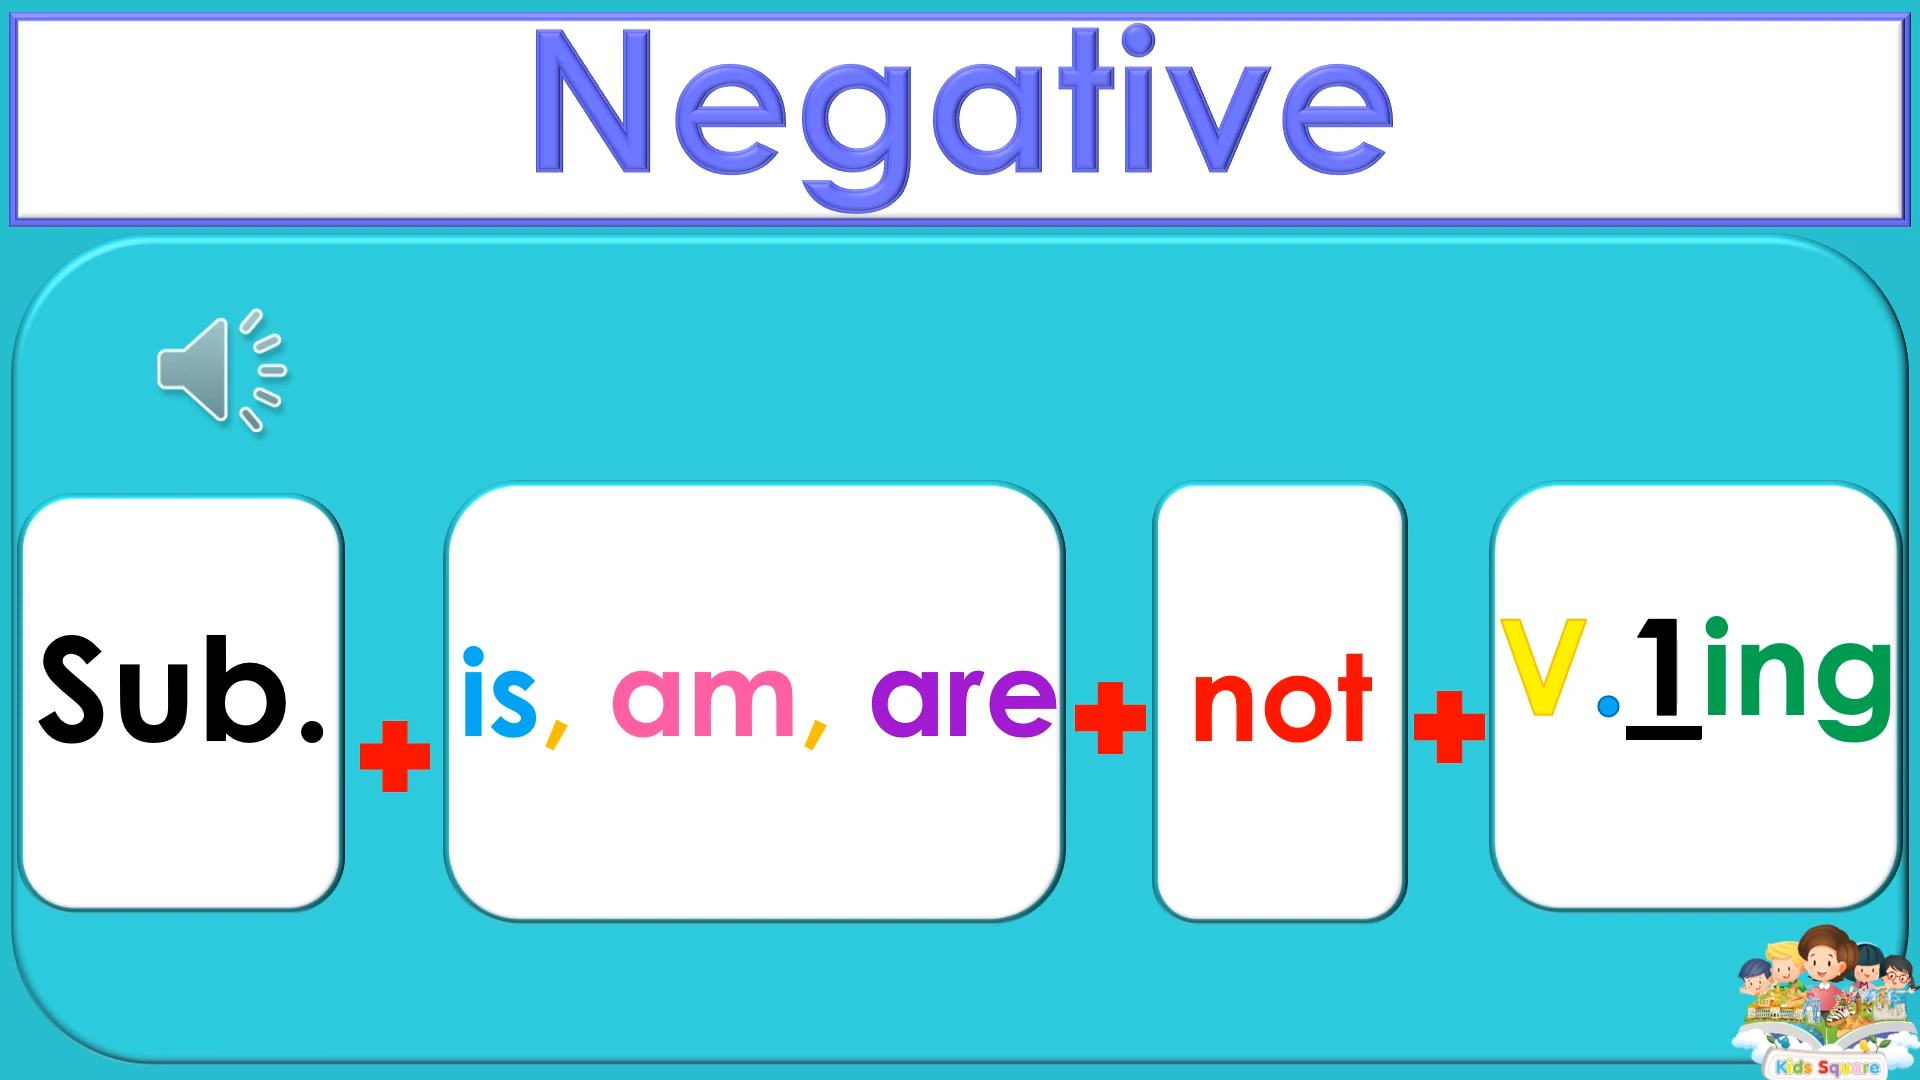 Negative
Sub. + is, am, are + not + V.1ing
Kids Square